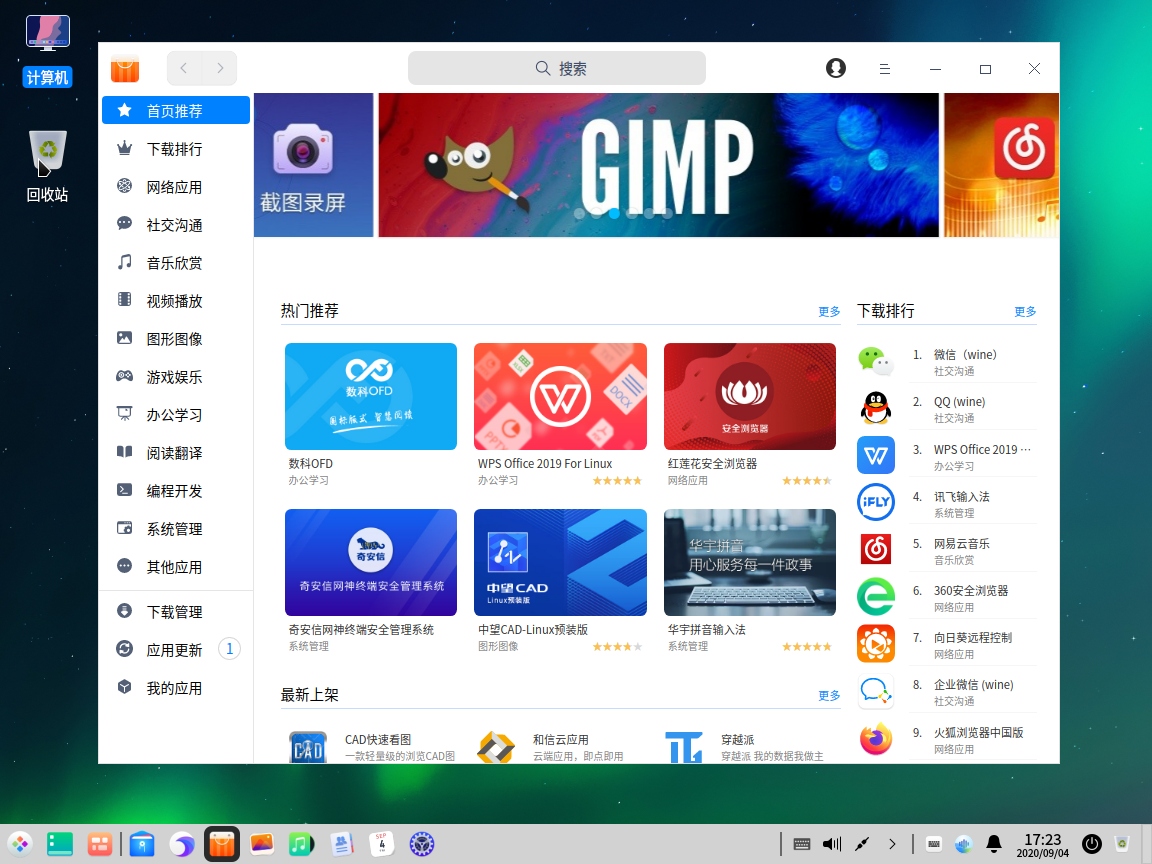 计算机
回收站
搜索
首页推荐
下载排行
网络应用
社交沟通
音乐欣赏
视频播放
图形图像
游戏娱乐
办公学习
阅读翻译
编程开发
系统管理
其他应用
下载管理
应用更新 1
我的应用
截图录屏
GIMP
热门推荐 更多
数科OFD
国标版式 智慧阅读
W
DOCX
PPTX
安全浏览器
数科OFD
办公学习
WPS Office 2019 For Linux
办公学习
红莲花安全浏览器
网络应用
奇安信
奇安信网神终端安全管理系统
中望CAD
Linux预装版
华宇拼音
用心服务每一件政事
奇安信网神终端安全管理系统
系统管理
中望CAD-Linux预装版
图形图像
华宇拼音输入法
系统管理
最新上架 更多
CAD
CAD快速看图
一款轻量级的浏览CAD图
和信云应用
云端应用，即点即用
穿越派
穿越派 我的数据我做主
下载排行 更多
1. 微信（wine）
社交沟通
2. QQ (wine)
社交沟通
3. WPS Office 2019 ···
办公学习
iFLY
4. 讯飞输入法
系统管理
5. 网易云音乐
音乐欣赏
6. 360安全浏览器
网络应用
7. 向日葵远程控制
网络应用
8. 企业微信 (wine)
社交沟通
9. 火狐浏览器中国版
网络应用
SEP
4
17:23
2020/09/04